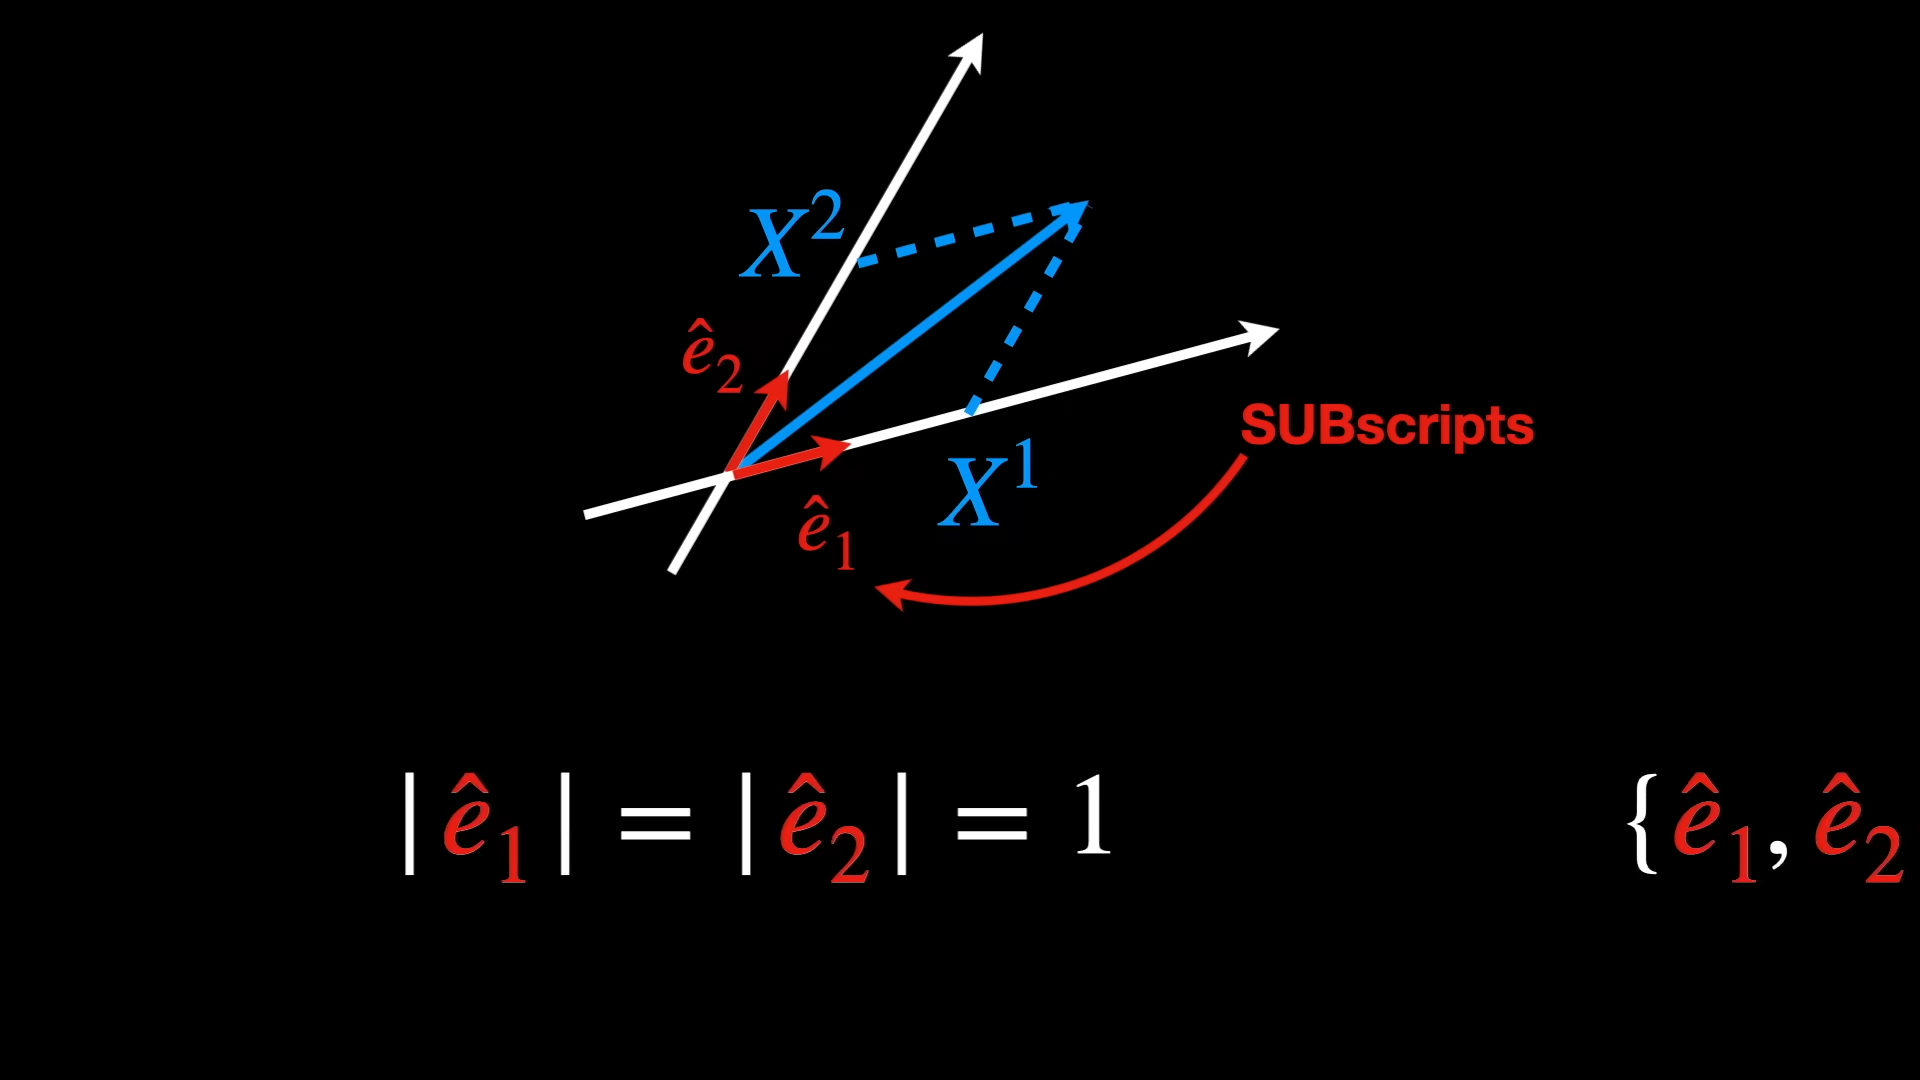 X²
ê₂
SUBscripts
X¹
ê₁
|ê₁| = |ê₂| = 1
{ê₁, ê₂